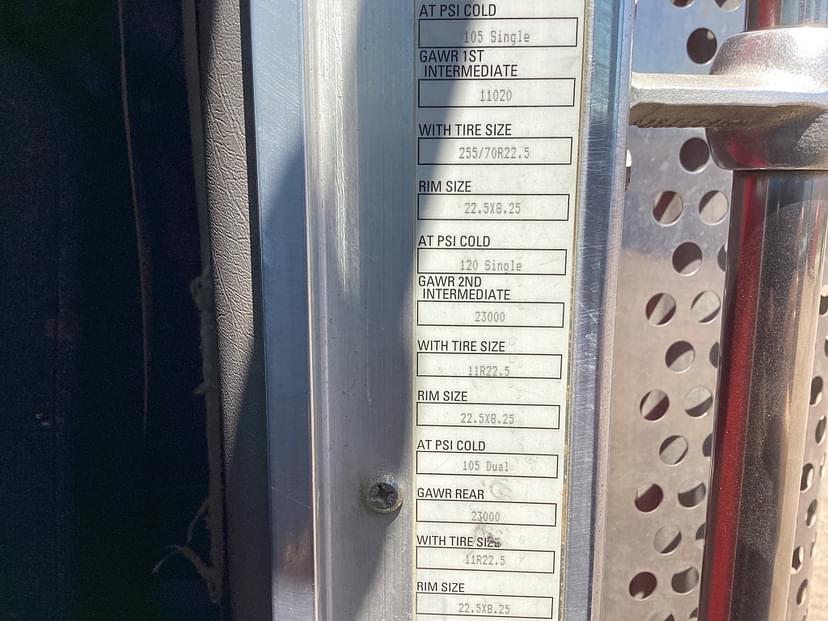 AT PSI COLD
105 Single
GAWR 1ST
INTERMEDIATE
11020
WITH TIRE SIZE
255/70R22.5
RIM SIZE
22.5X8.25
AT PSI COLD
120 Single
GAWR 2ND
INTERMEDIATE
23000
WITH TIRE SIZE
11R22.5
RIM SIZE
22.5X8.25
AT PSI COLD
105 Dual
GAWR REAR
23000
WITH TIRE SIZE
11R22.5
RIM SIZE
22.5X8.25